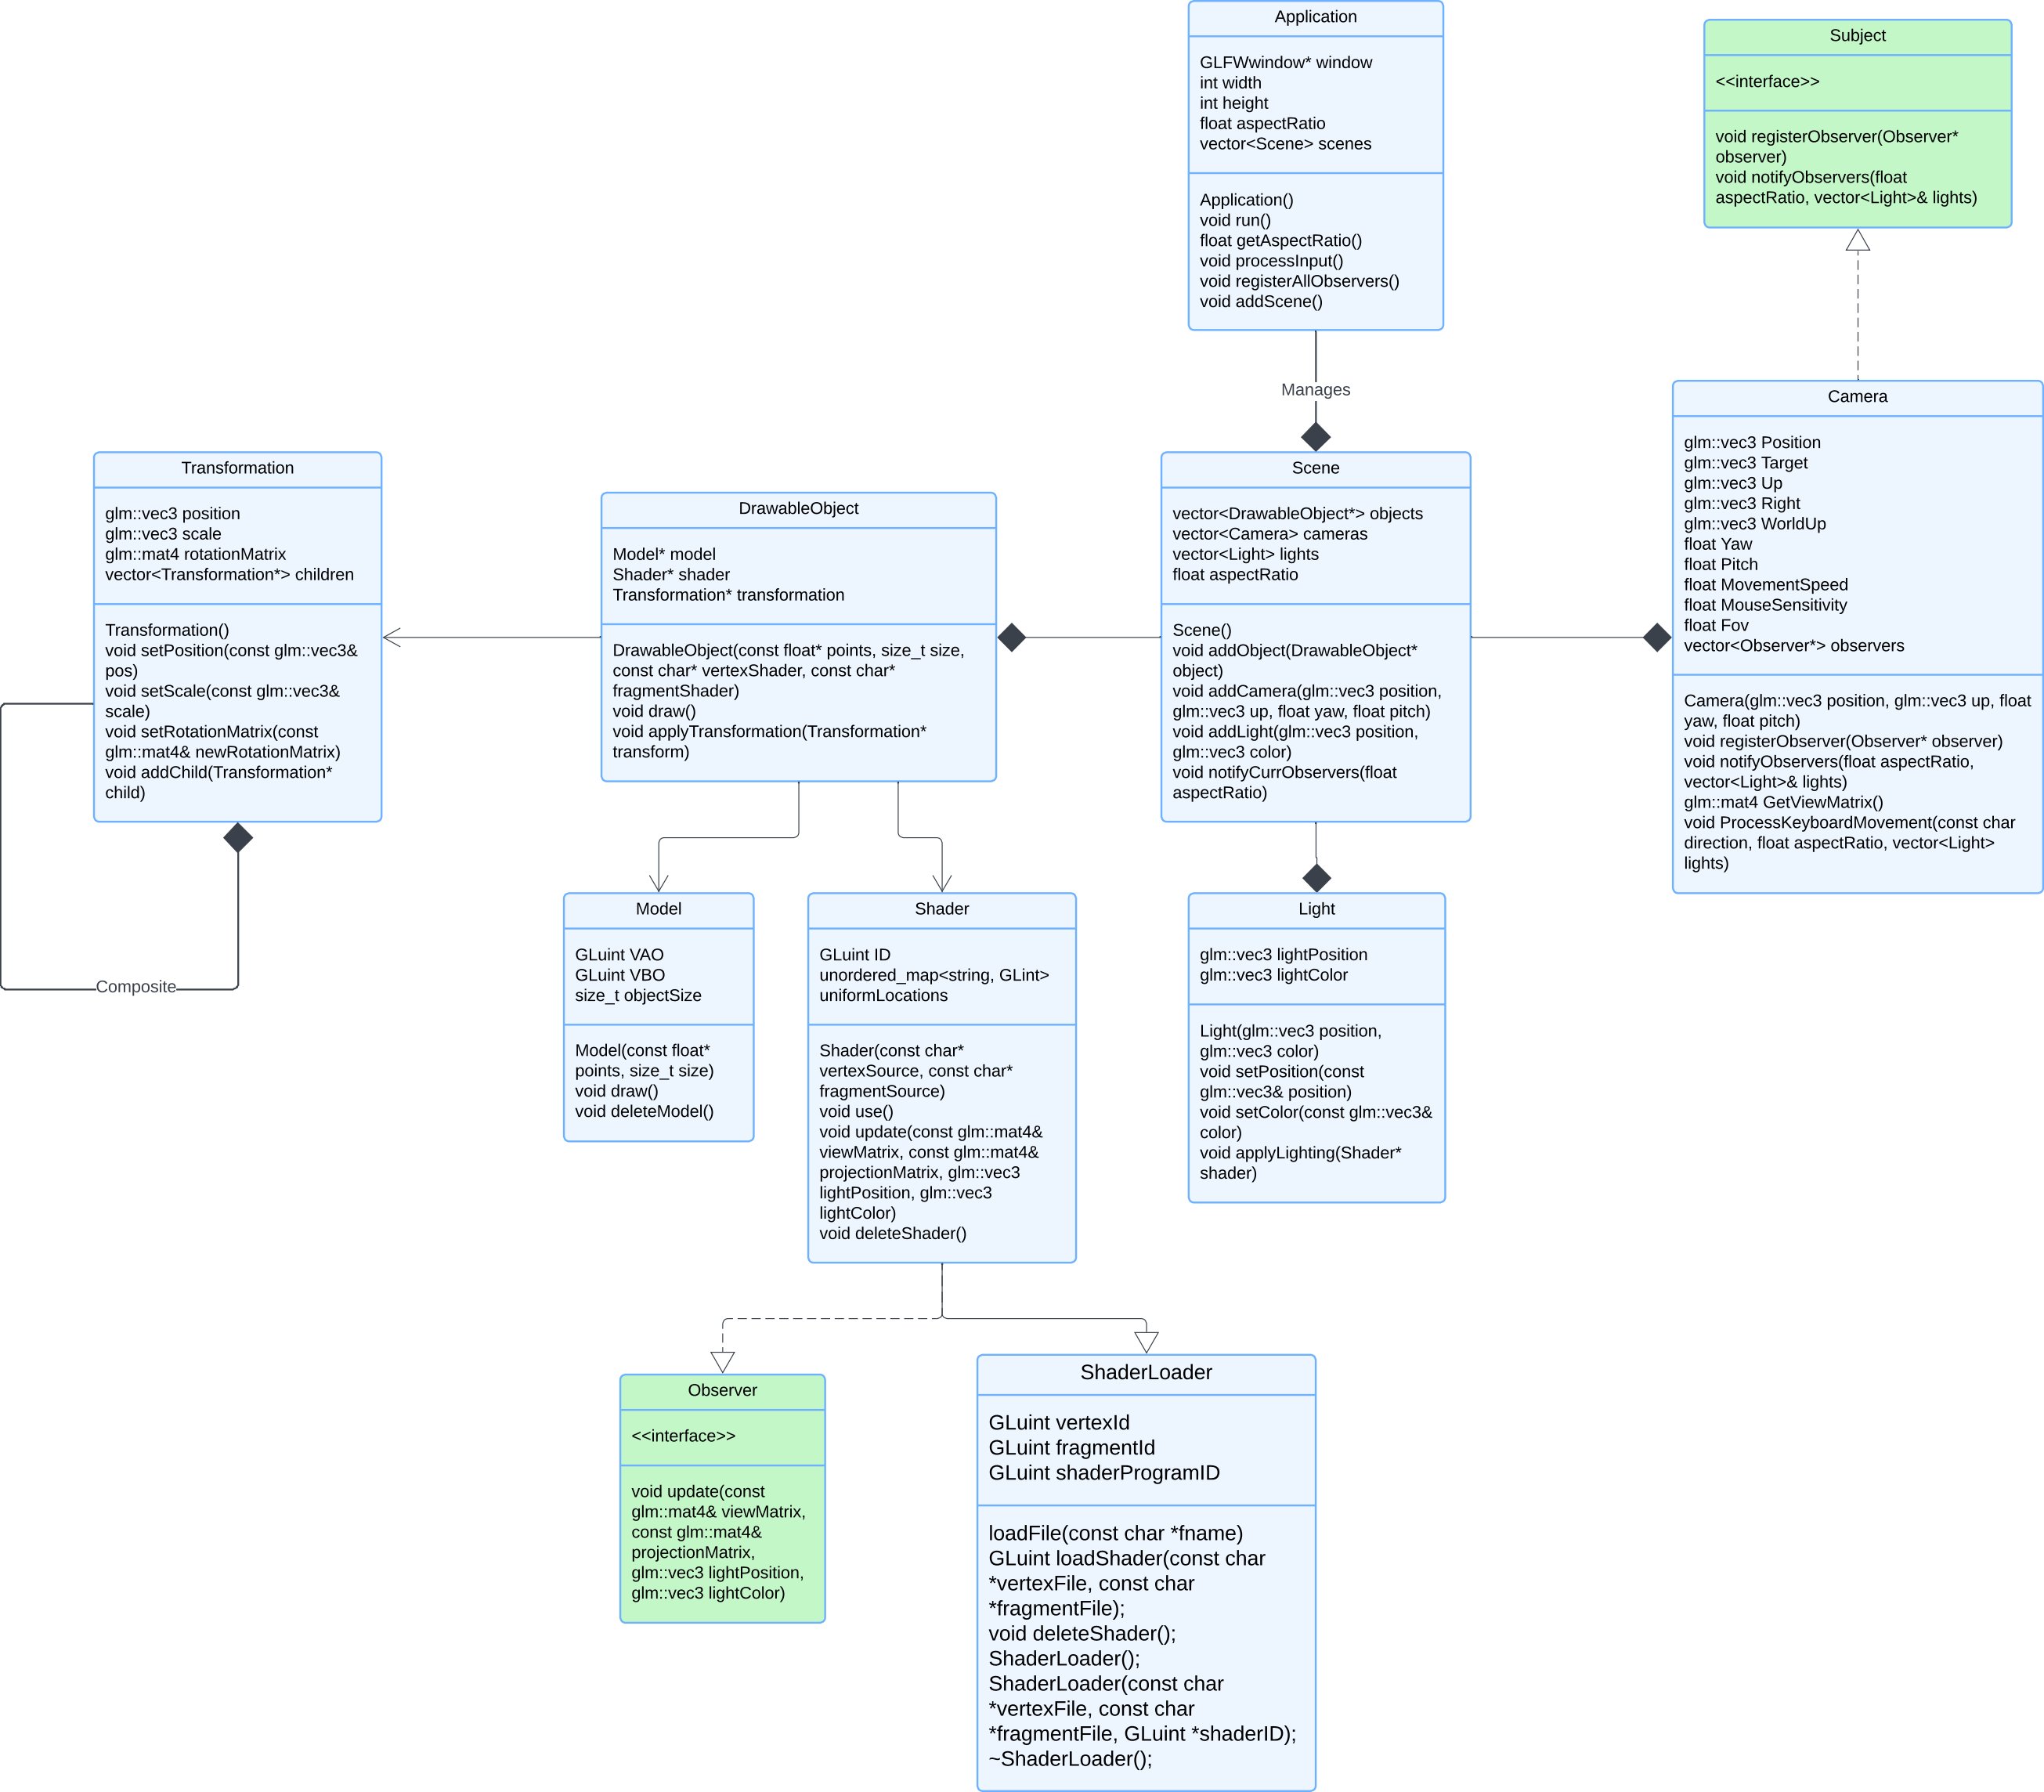 Application
GLFWwindow* window
int width
int height
float aspectRatio
vector<Scene> scenes
Application()
void run()
float getAspectRatio()
void processInput()
void registerAllObservers()
void addScene()
Subject
<<interface>>
void registerObserver(Observer*
observer)
void notifyObservers(float
aspectRatio, vector<Light>& lights)
Manages
Transformation
glm::vec3 position
glm::vec3 scale
glm::mat4 rotationMatrix
vector<Transformation*> children
Transformation()
void setPosition(const glm::vec3&
pos)
void setScale(const glm::vec3&
scale)
void setRotationMatrix(const
glm::mat4& newRotationMatrix)
void addChild(Transformation*
child)
Composite
DrawableObject
Model* model
Shader* shader
Transformation* transformation
DrawableObject(const float* points, size_t size,
const char* vertexShader, const char*
fragmentShader)
void draw()
void applyTransformation(Transformation*
transform)
Scene
vector<DrawableObject*> objects
vector<Camera> cameras
vector<Light> lights
float aspectRatio
Scene()
void addObject(DrawableObject*
object)
void addCamera(glm::vec3 position,
glm::vec3 up, float yaw, float pitch)
void addLight(glm::vec3 position,
glm::vec3 color)
void notifyCurrObservers(float
aspectRatio)
Camera
glm::vec3 Position
glm::vec3 Target
glm::vec3 Up
glm::vec3 Right
glm::vec3 WorldUp
float Yaw
float Pitch
float MovementSpeed
float MouseSensitivity
float Fov
vector<Observer*> observers
Camera(glm::vec3 position, glm::vec3 up, float
yaw, float pitch)
void registerObserver(Observer* observer)
void notifyObservers(float aspectRatio,
vector<Light>& lights)
glm::mat4 GetViewMatrix()
void ProcessKeyboardMovement(const char
direction, float aspectRatio, vector<Light>
lights)
Model
GLuint VAO
GLuint VBO
size_t objectSize
Model(const float*
points, size_t size)
void draw()
void deleteModel()
Shader
GLuint ID
unordered_map<string, GLint>
uniformLocations
Shader(const char*
vertexSource, const char*
fragmentSource)
void use()
void update(const glm::mat4&
viewMatrix, const glm::mat4&
projectionMatrix, glm::vec3
lightPosition, glm::vec3
lightColor)
void deleteShader()
Light
glm::vec3 lightPosition
glm::vec3 lightColor
Light(glm::vec3 position,
glm::vec3 color)
void setPosition(const
glm::vec3& position)
void setColor(const glm::vec3&
color)
void applyLighting(Shader*
shader)
Observer
<<interface>>
void update(const
glm::mat4& viewMatrix,
const glm::mat4&
projectionMatrix,
glm::vec3 lightPosition,
glm::vec3 lightColor)
ShaderLoader
GLuint vertexId
GLuint fragmentId
GLuint shaderProgramID
loadFile(const char *fname)
GLuint loadShader(const char
*vertexFile, const char
*fragmentFile);
void deleteShader();
ShaderLoader();
ShaderLoader(const char
*vertexFile, const char
*fragmentFile, GLuint *shaderID);
~ShaderLoader();